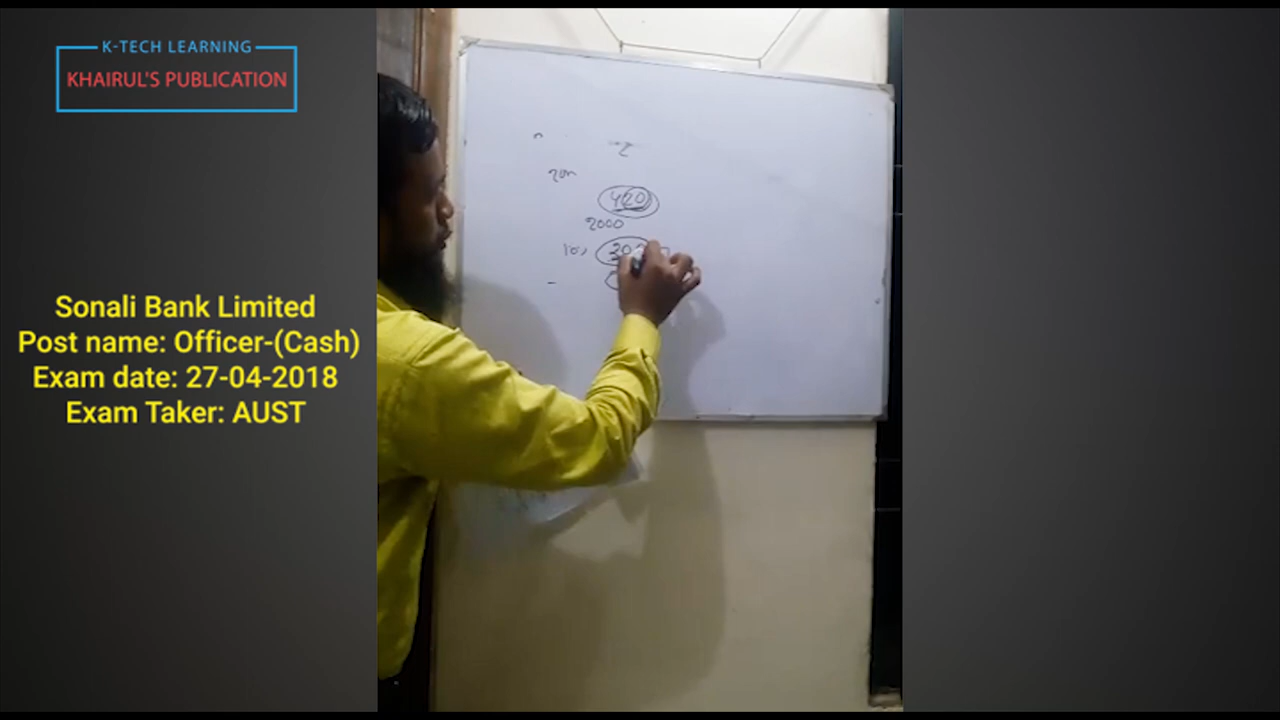 K-TECH LEARNING
KHAIRUL'S PUBLICATION
Sonali Bank Limited
Post name: Officer-(Cash)
Exam date: 27-04-2018
Exam Taker: AUST
420
2000